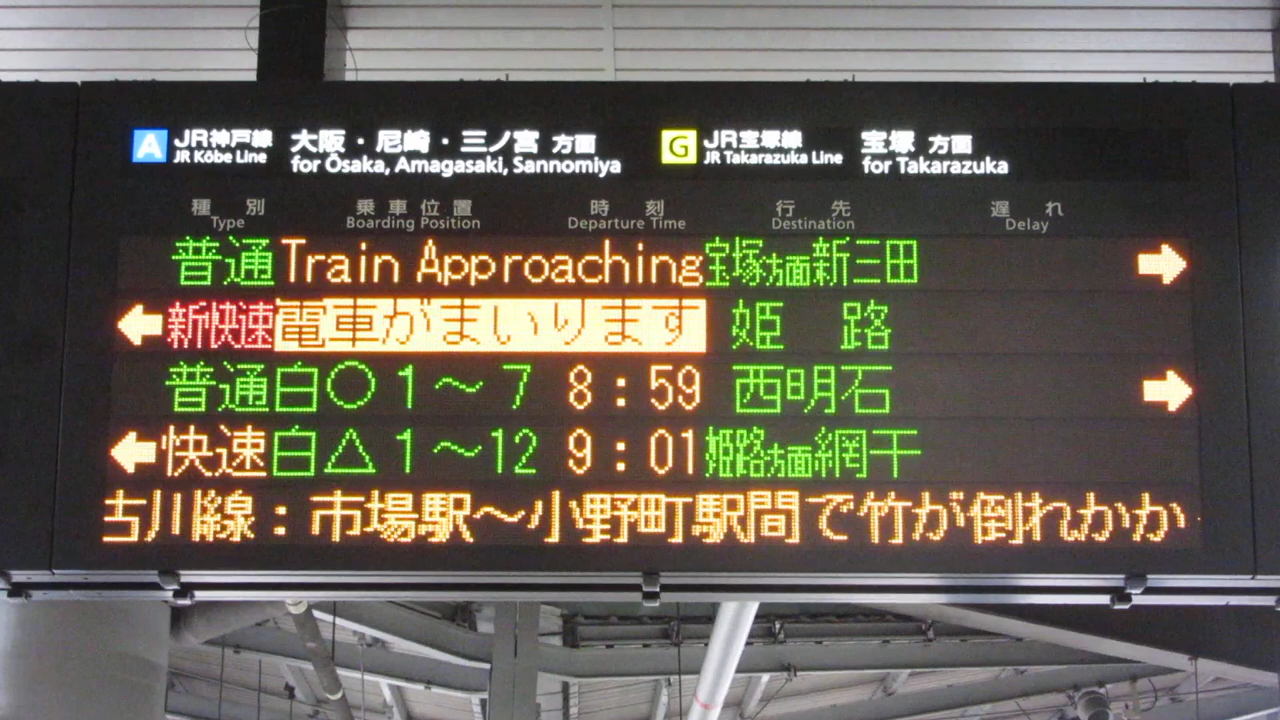 A JR神戸線 大阪・尼崎・三ノ宮 方面 G JR宝塚線 宝塚 方面
JR Kōbe Line for Ōsaka, Amagasaki, Sannomiya JR Takarazuka Line for Takarazuka
種別 乗車位置 時刻 行先 遅れ
Type Boarding Position Departure Time Destination Delay
普通 Train Approaching 宝塚方面新三田 →
← 新快速 電車がまいります 姫路
普通 白○1～7 8:59 西明石 →
← 快速 白△1～12 9:01 姫路方面網干
古川線：市場駅～小野町駅間で竹が倒れかか